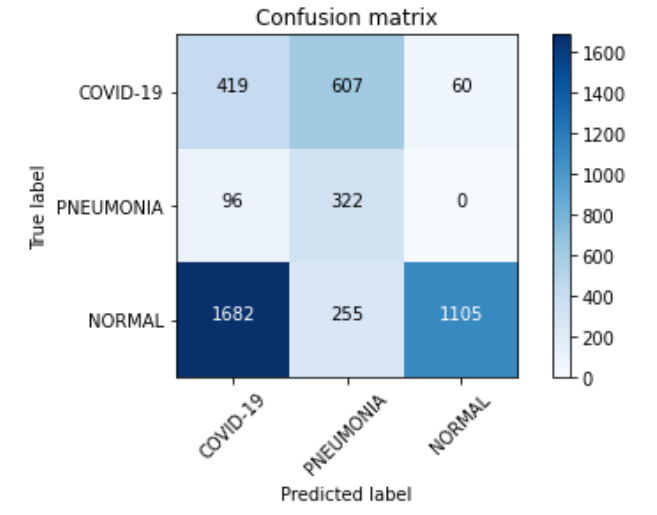 Confusion matrix
True label
COVID-19 419 607 60
PNEUMONIA 96 322 0
NORMAL 1682 255 1105
COVID-19 PNEUMONIA NORMAL
Predicted label
1600
1400
1200
1000
800
600
400
200
0